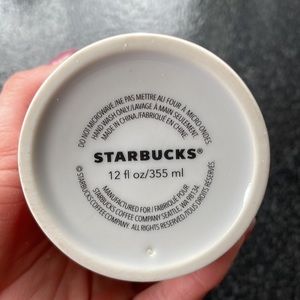 DO NOT MICROWAVE/NE PAS METTRE AU FOUR À MICRO ONDES
HAND WASH ONLY/LAVAGE À MAIN SEULEMENT
MADE IN CHINA/FABRIQUÉ EN CHINE.
STARBUCKS®
12 fl oz/355 ml
MANUFACTURED FOR / FABRIQUÉ POUR
STARBUCKS COFFEE COMPANY SEATTLE, WA 98134.
© STARBUCKS COFFEE COMPANY. ALL RIGHTS RESERVED./TOUS DROITS RÉSERVÉS.